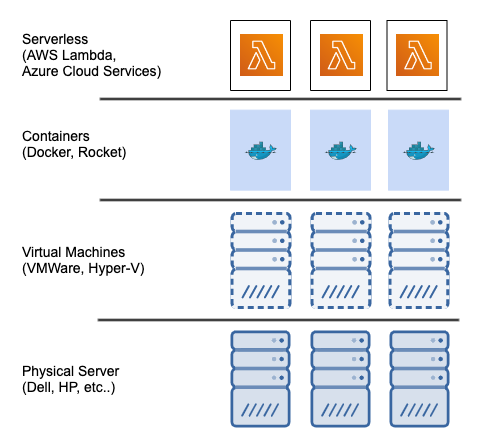 Serverless
(AWS Lambda,
Azure Cloud Services)
Containers
(Docker, Rocket)
Virtual Machines
(VMWare, Hyper-V)
Physical Server
(Dell, HP, etc..)